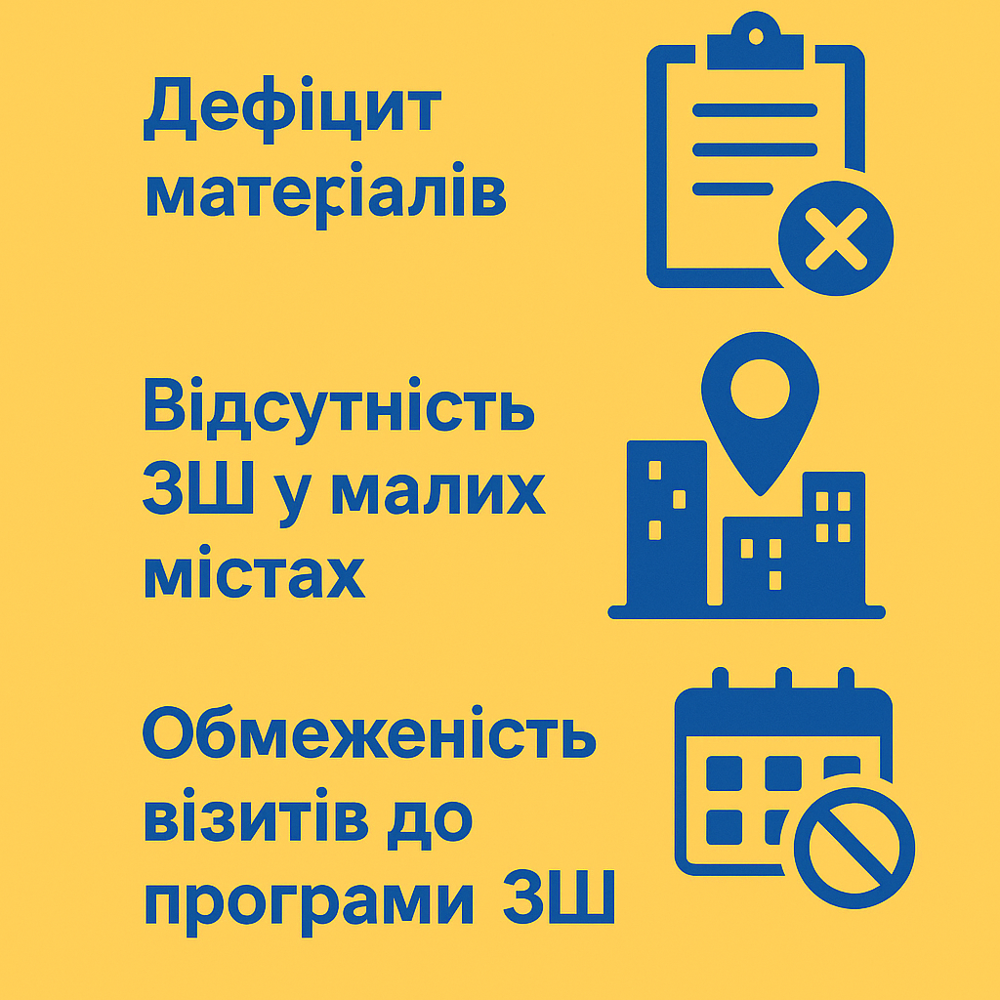 Дефіцит
матеріалів
Відсутність
ЗШ у малих
містах
Обмеженість
візитів до
програми ЗШ